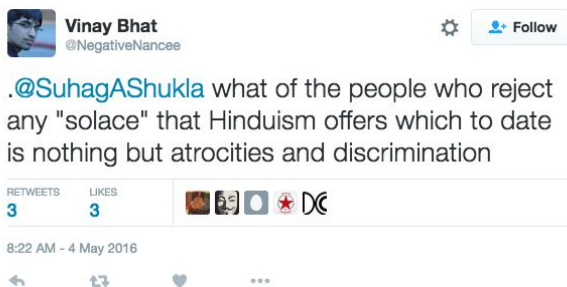 Vinay Bhat
@NegativeNancee
Follow
.@SuhagAShukla what of the people who reject
any "solace" that Hinduism offers which to date
is nothing but atrocities and discrimination
RETWEETS LIKES
3 3
8:22 AM - 4 May 2016